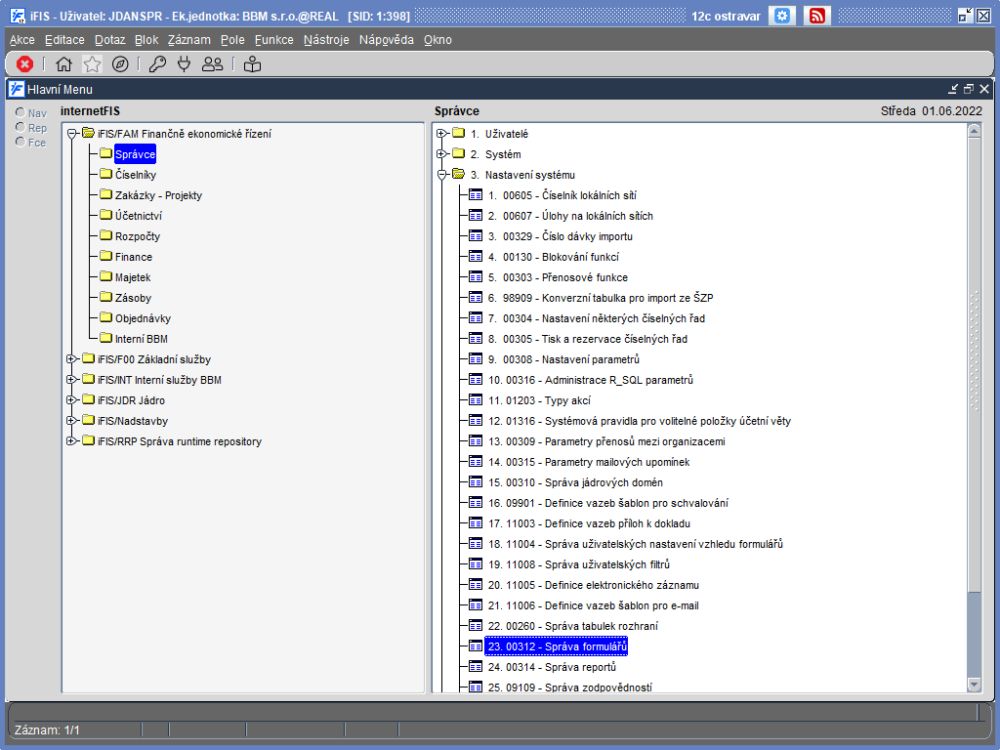 iFIS - Uživatel: JDANSPR - Ek.jednotka: BBM s.r.o.@REAL [SID: 1:398]
12c ostravar
Akce Editace Dotaz Blok Záznam Pole Funkce Nástroje Nápověda Okno
Hlavní Menu
Nav
Rep
Fce
internetFIS
iFIS/FAM Finančně ekonomické řízení
Správce
Číselníky
Zakázky - Projekty
Účetnictví
Rozpočty
Finance
Majetek
Zásoby
Objednávky
Interní BBM
iFIS/F00 Základní služby
iFIS/INT Interní služby BBM
iFIS/JDR Jádro
iFIS/Nadstavby
iFIS/RRP Správa runtime repository
Správce
Středa 01.06.2022
1. Uživatelé
2. Systém
3. Nastavení systému
1. 00605 - Číselník lokálních sítí
2. 00607 - Úlohy na lokálních sítích
3. 00329 - Číslo dávky importu
4. 00130 - Blokování funkcí
5. 00303 - Přenosové funkce
6. 98909 - Konverzní tabulka pro import ze ŠZP
7. 00304 - Nastavení některých číselných řad
8. 00305 - Tisk a rezervace číselných řad
9. 00308 - Nastavení parametrů
10. 00316 - Administrace R_SQL parametrů
11. 01203 - Typy akcí
12. 01316 - Systémová pravidla pro volitelné položky účetní věty
13. 00309 - Parametry přenosů mezi organizacemi
14. 00315 - Parametry mailových upomínek
15. 00310 - Správa jádrových domén
16. 09901 - Definice vazeb šablon pro schvalování
17. 11003 - Definice vazeb příloh k dokladu
18. 11004 - Správa uživatelských nastavení vzhledu formulářů
19. 11008 - Správa uživatelských filtrů
20. 11005 - Definice elektronického záznamu
21. 11006 - Definice vazeb šablon pro e-mail
22. 00260 - Správa tabulek rozhraní
23. 00312 - Správa formulářů
24. 00314 - Správa reportů
25. 09109 - Správa zodpovědností
Záznam: 1/1